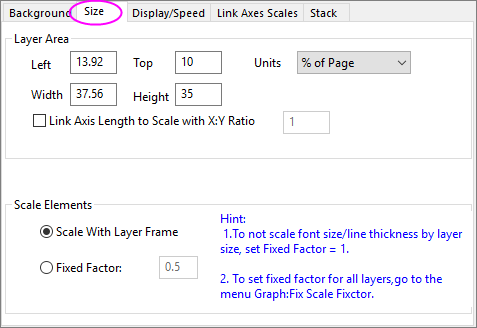 Background Size Display/Speed Link Axes Scales Stack
Layer Area
Left 13.92 Top 10 Units % of Page
Width 37.56 Height 35
Link Axis Length to Scale with X:Y Ratio 1
Scale Elements
Scale With Layer Frame
Fixed Factor: 0.5
Hint:
1.To not scale font size/line thickness by layer
size, set Fixed Factor = 1.
2. To set fixed factor for all layers,go to the
menu Graph:Fix Scale Fixctor.